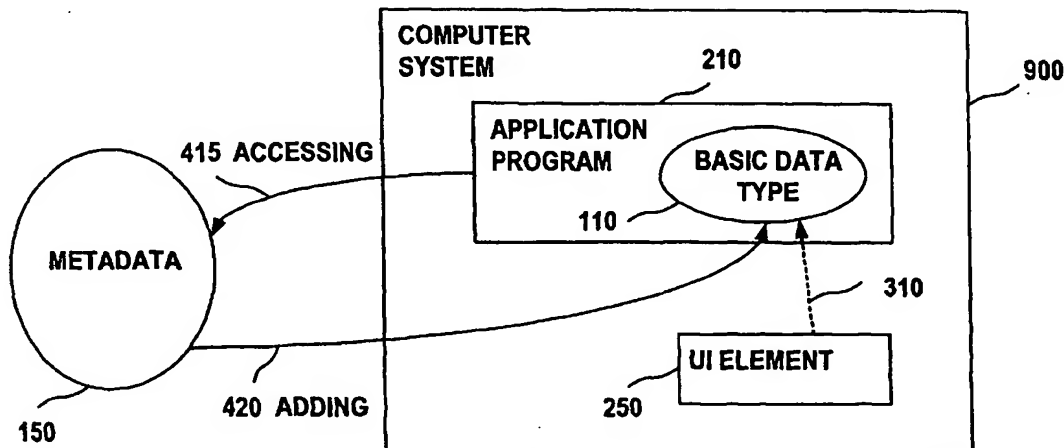 COMPUTER
SYSTEM
210
900
APPLICATION
PROGRAM
BASIC DATA
TYPE
415 ACCESSING
110
METADATA
310
UI ELEMENT
250
420 ADDING
150